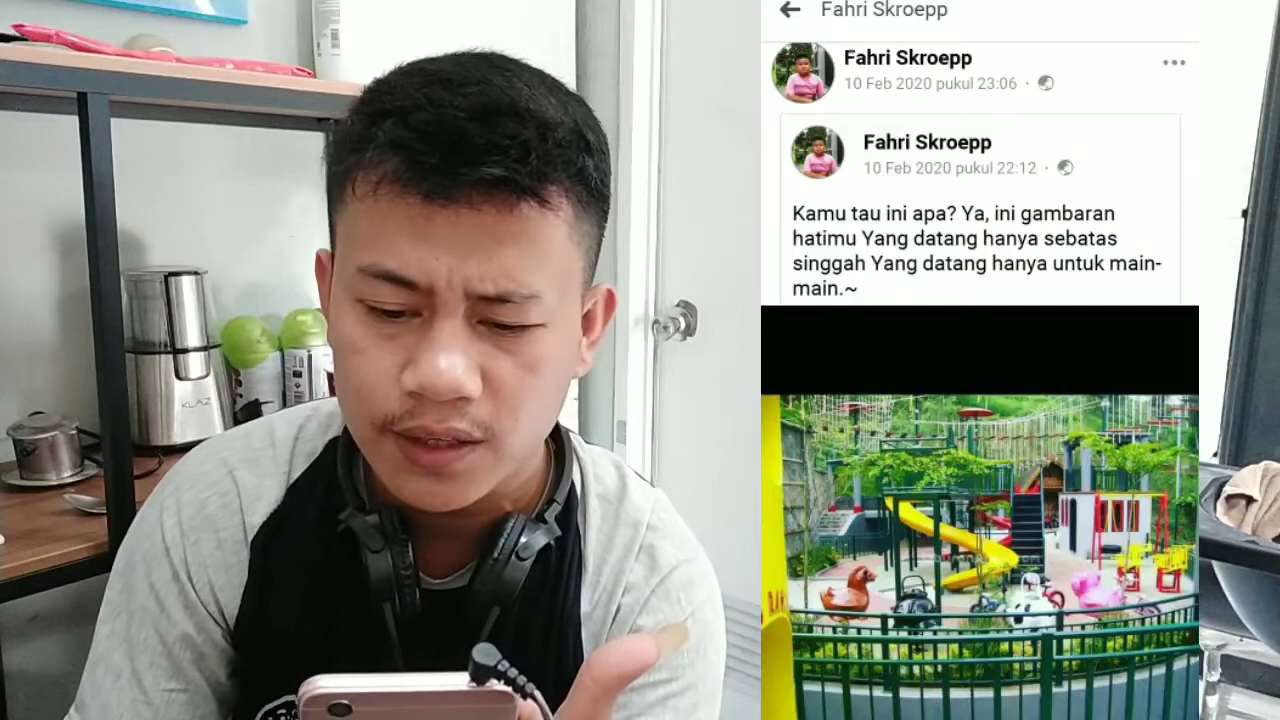 Fahri Skroepp
Fahri Skroepp
10 Feb 2020 pukul 23:06 ·
Fahri Skroepp
10 Feb 2020 pukul 22:12 ·
Kamu tau ini apa? Ya, ini gambaran
hatimu Yang datang hanya sebatas
singgah Yang datang hanya untuk main-
main.~
KLAZ